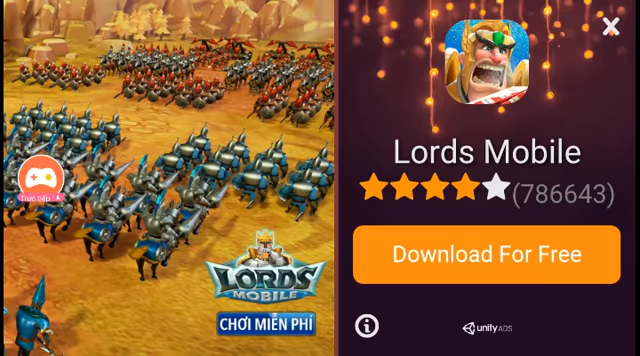 Trực tiếp
LORDS
MOBILE
CHƠI MIỄN PHÍ
Lords Mobile
(786643)
Download For Free
unity ADS